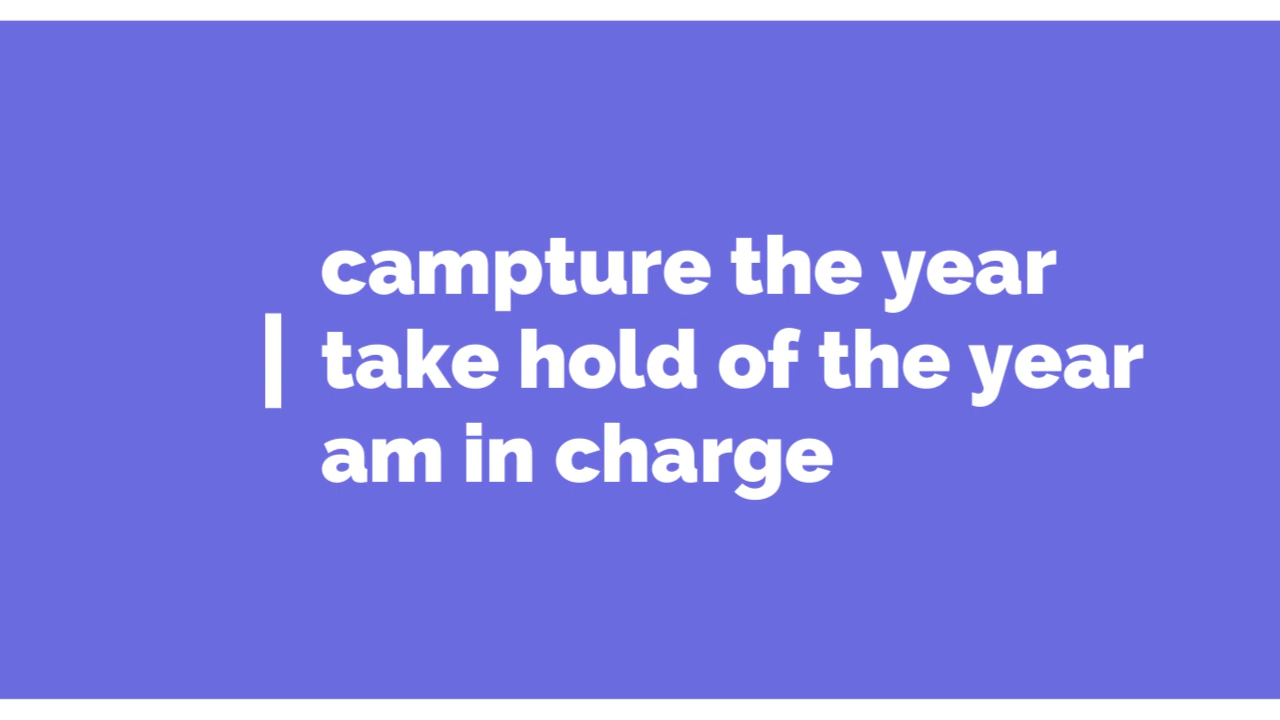 campture the year
I take hold of the year
am in charge